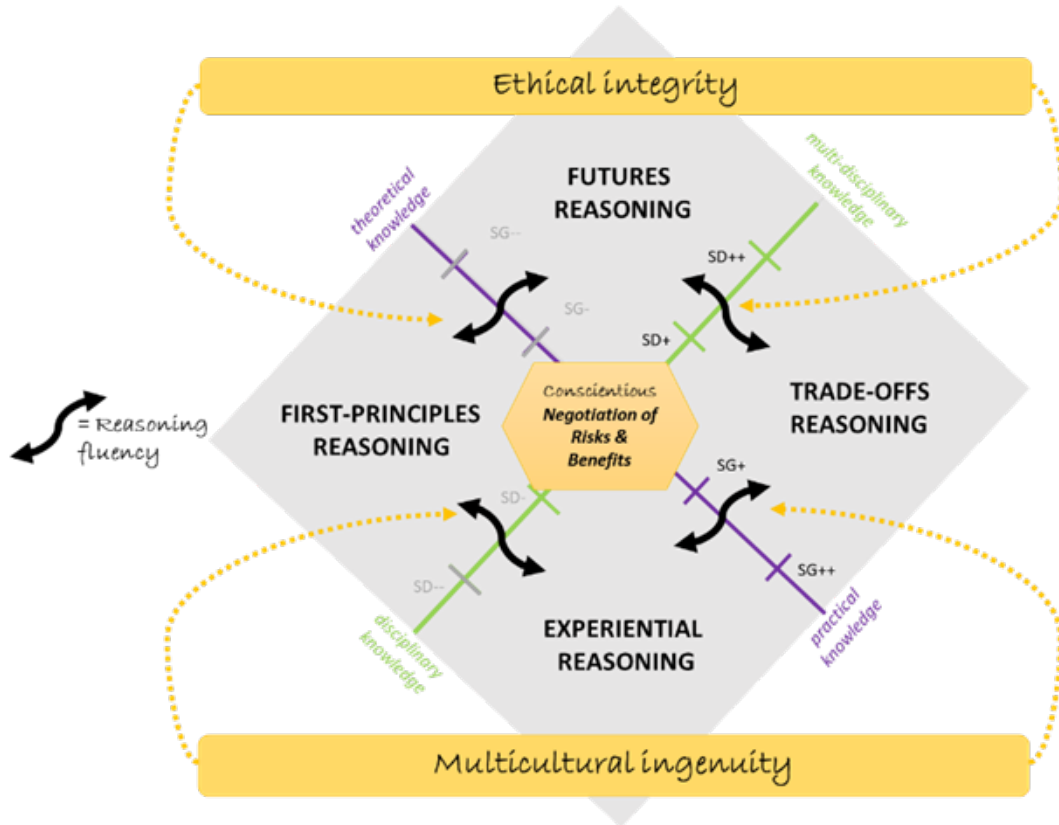 Ethical integrity
FUTURES
REASONING
theoretical
knowledge
multi-disciplinary
knowledge
SG--
SD++
SG-
SD+
Conscientious
Negotiation of
Risks &
Benefits
FIRST-PRINCIPLES
REASONING
TRADE-OFFS
REASONING
= Reasoning
fluency
SG+
SD-
SG++
SD--
disciplinary
knowledge
practical
knowledge
EXPERIENTIAL
REASONING
Multicultural ingenuity